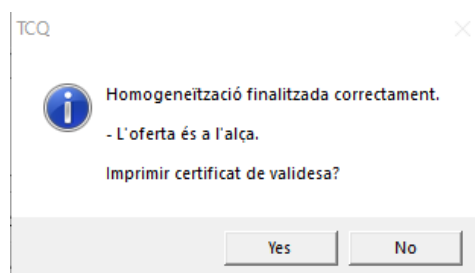 TCQ
Homogeneïtzació finalitzada correctament.
- L'oferta és a l'alça.
Imprimir certificat de validesa?
Yes
No